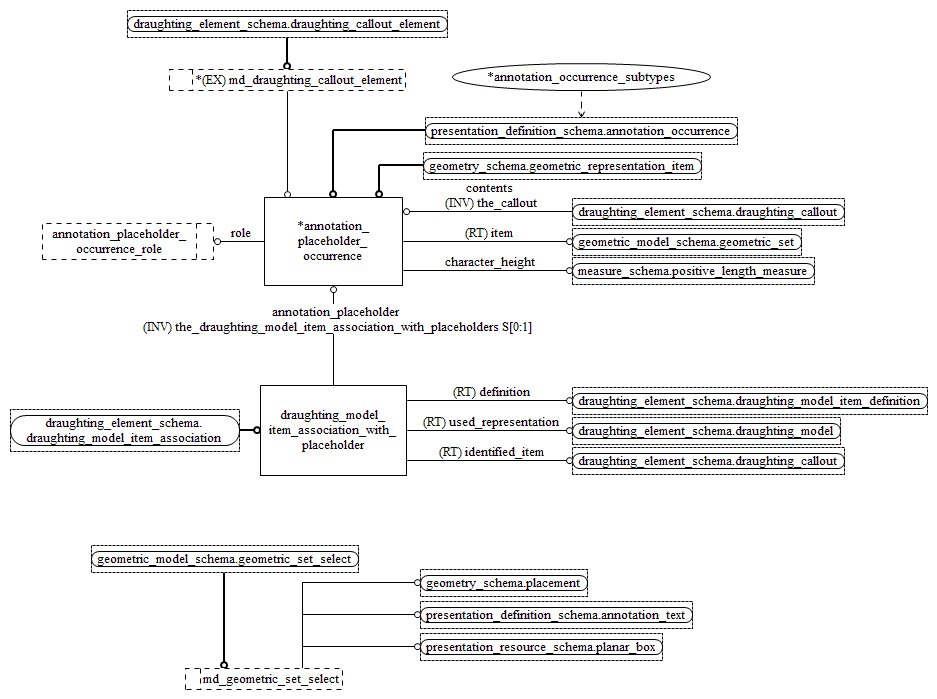 draughting_element_schema.draughting_callout_element
*(EX) md_draughting_callout_element
*annotation_occurrence_subtypes
presentation_definition_schema.annotation_occurrence
geometry_schema.geometric_representation_item
contents
(INV) the_callout
draughting_element_schema.draughting_callout
annotation_placeholder_
occurrence_role
role
*annotation_
placeholder_
occurrence
(RT) item
geometric_model_schema.geometric_set
character_height
measure_schema.positive_length_measure
annotation_placeholder
(INV) the_draughting_model_item_association_with_placeholders S[0:1]
draughting_element_schema.
draughting_model_item_association
draughting_model_
item_association_with_
placeholder
(RT) definition
draughting_element_schema.draughting_model_item_definition
(RT) used_representation
draughting_element_schema.draughting_model
(RT) identified_item
draughting_element_schema.draughting_callout
geometric_model_schema.geometric_set_select
geometry_schema.placement
presentation_definition_schema.annotation_text
presentation_resource_schema.planar_box
md_geometric_set_select